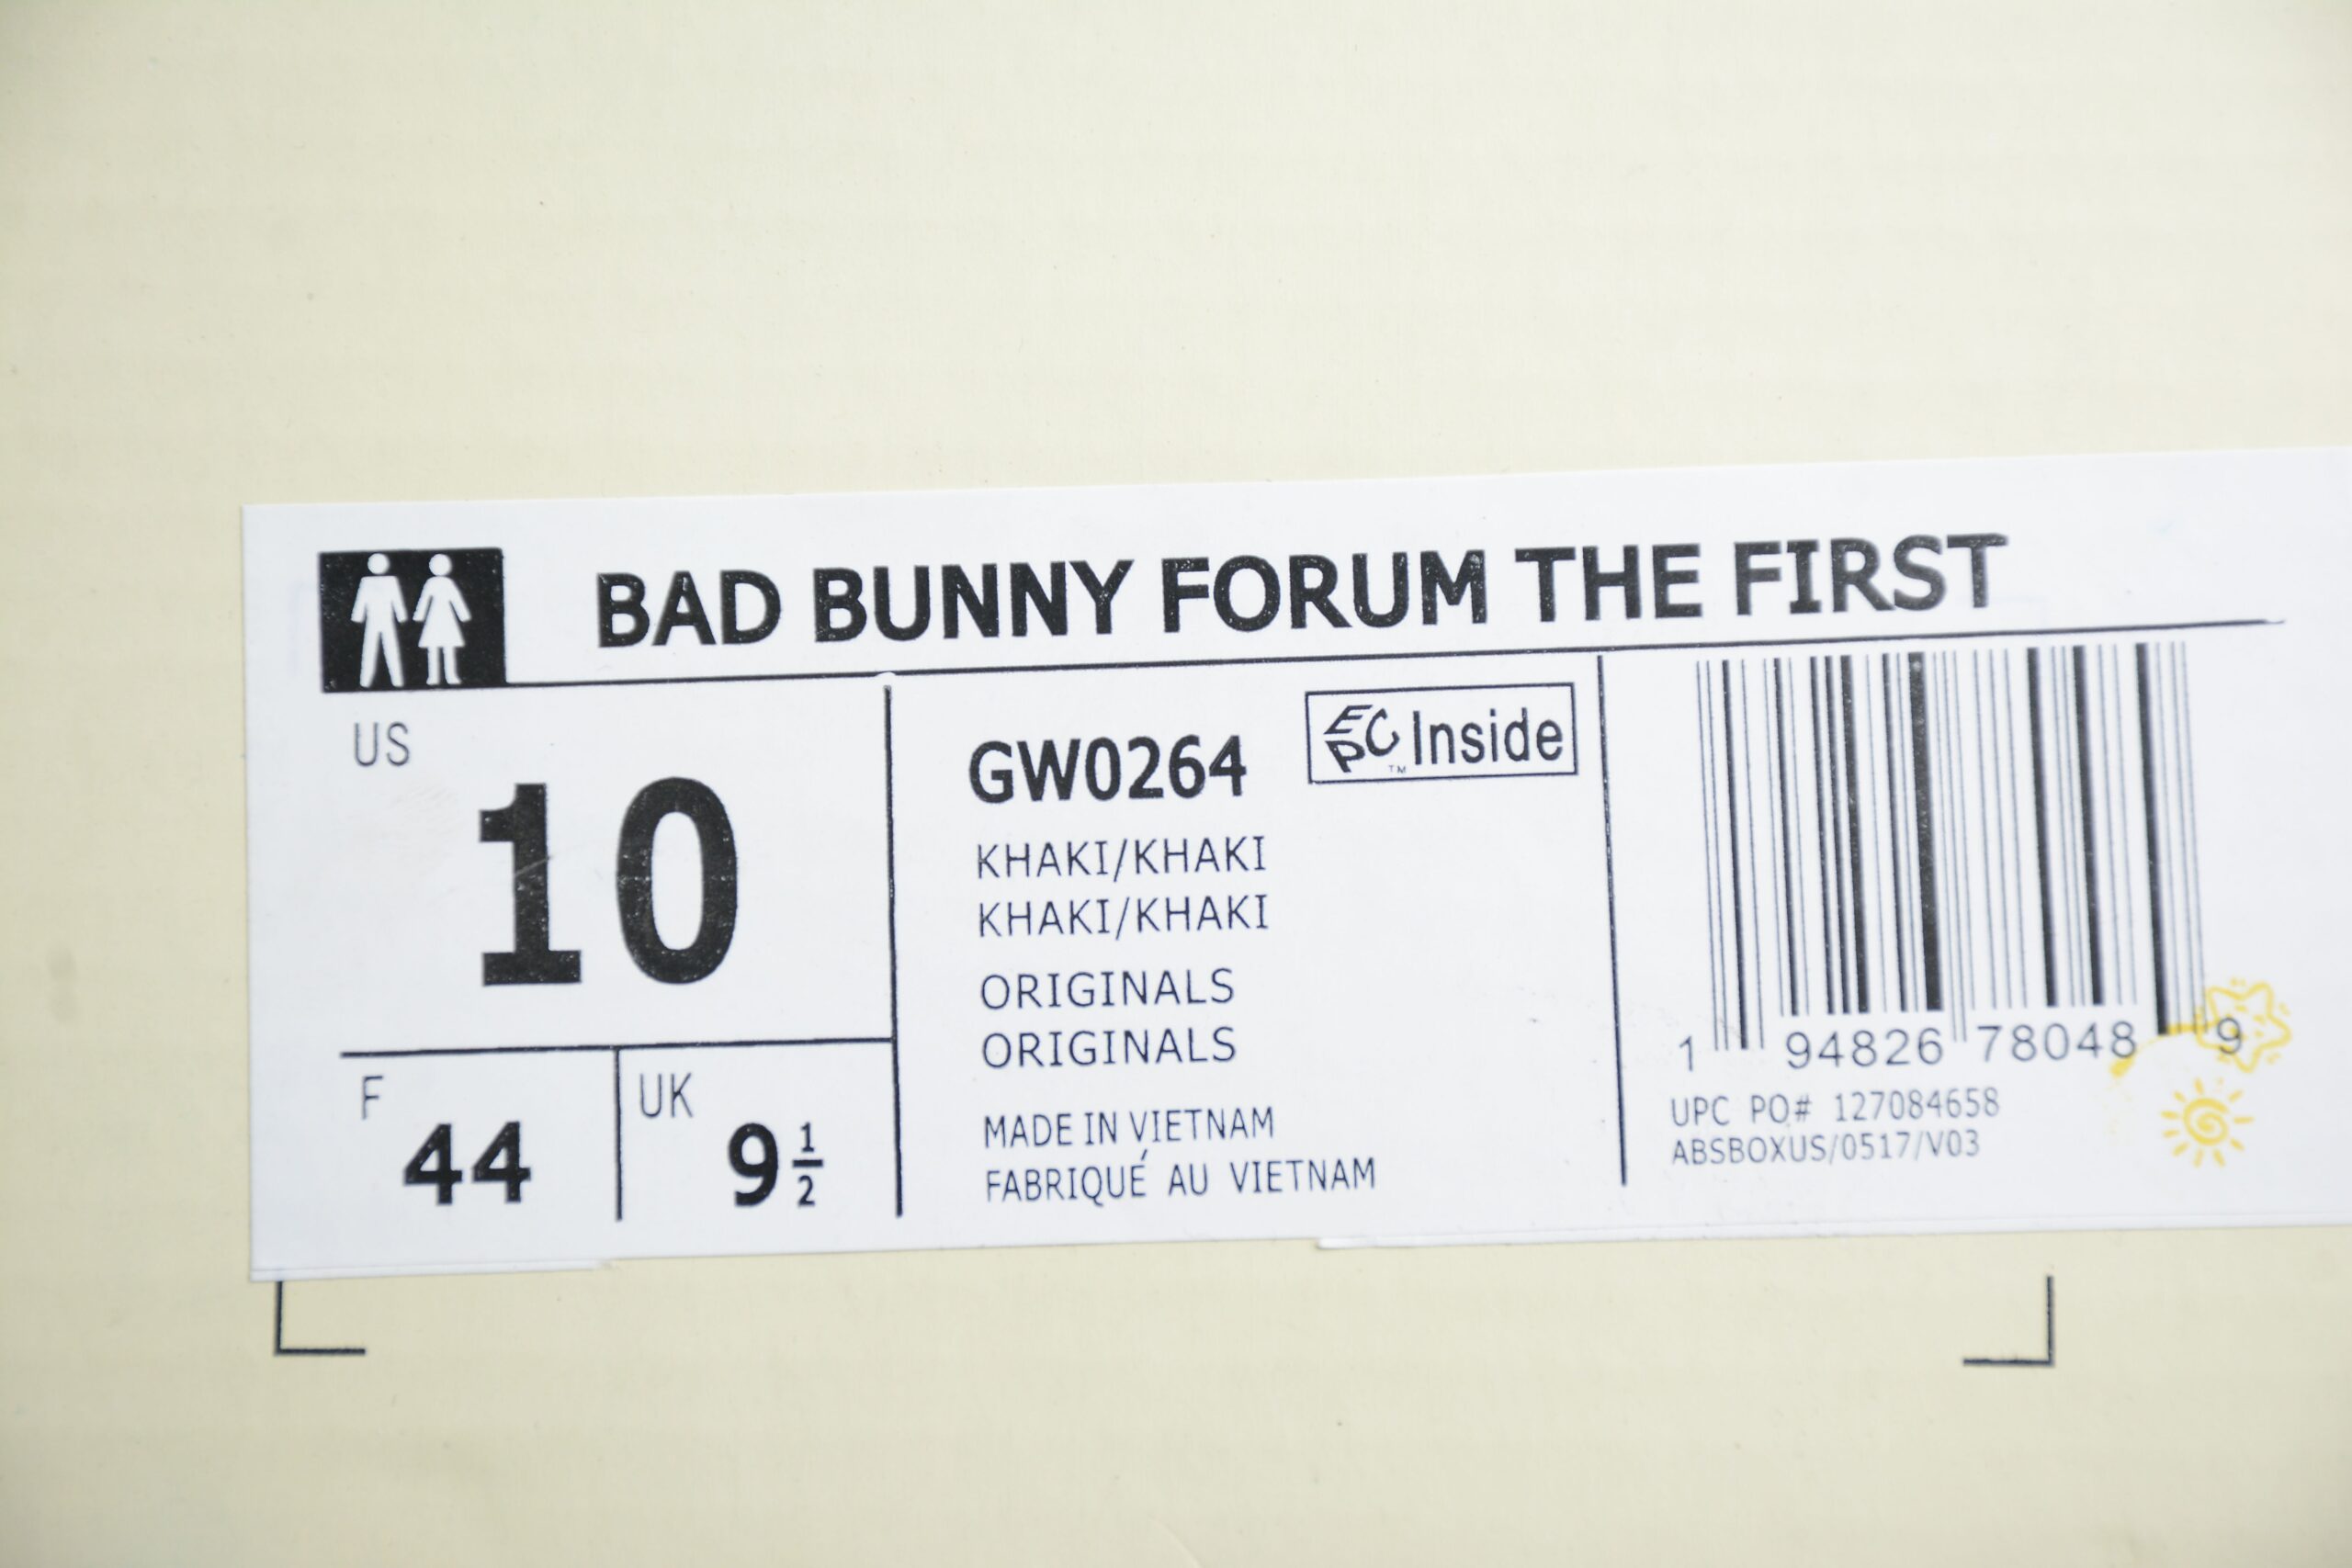 BAD BUNNY FORUM THE FIRST
US
10
F
44
UK
9 1/2
GW0264
EPC™ Inside
KHAKI/KHAKI
KHAKI/KHAKI
ORIGINALS
ORIGINALS
MADE IN VIETNAM
FABRIQUÉ AU VIETNAM
1 94826 78048 9
UPC PO# 127084658
ABSBOXUS/0517/V03